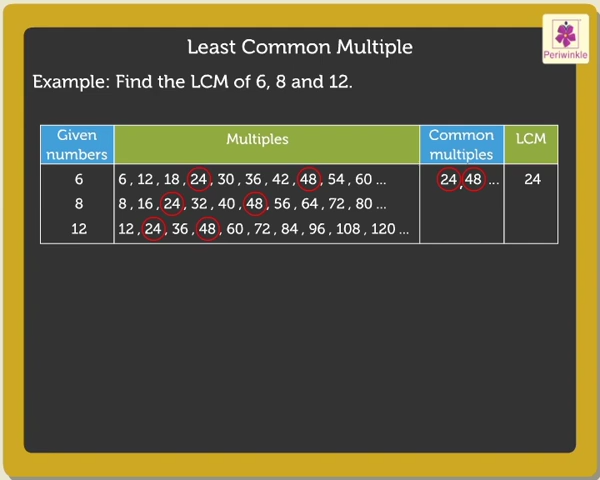 Periwinkle
Least Common Multiple
Example: Find the LCM of 6, 8 and 12.
Given numbers Multiples Common multiples LCM
6 6 , 12 , 18 , 24 , 30 , 36 , 42 , 48 , 54 , 60 ... 24 , 48 ... 24
8 8 , 16 , 24 , 32 , 40 , 48 , 56 , 64 , 72 , 80 ...
12 12 , 24 , 36 , 48 , 60 , 72 , 84 , 96 , 108 , 120 ...